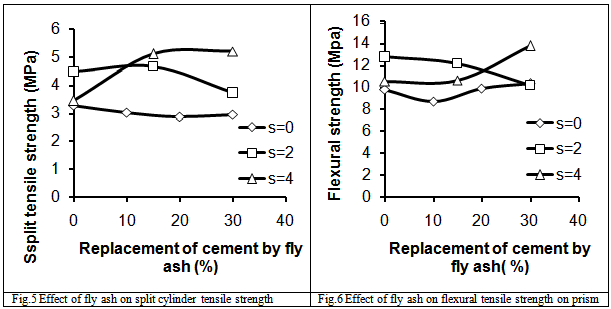 6
5
4
3
2
1
0
0 10 20 30 40
Ssplit tensile strength (MPa)
s=0
s=2
s=4
Replacement of cement by fly
ash (%)
Fig.5 Effect of fly ash on split cylinder tensile strength
16
14
12
10
8
6
4
2
0
0 10 20 30 40
Flexural strength (Mpa)
s=0
s=2
s=4
Replacement of cement by
fly ash( %)
Fig.6 Effect of fly ash on flexural tensile strength on prism